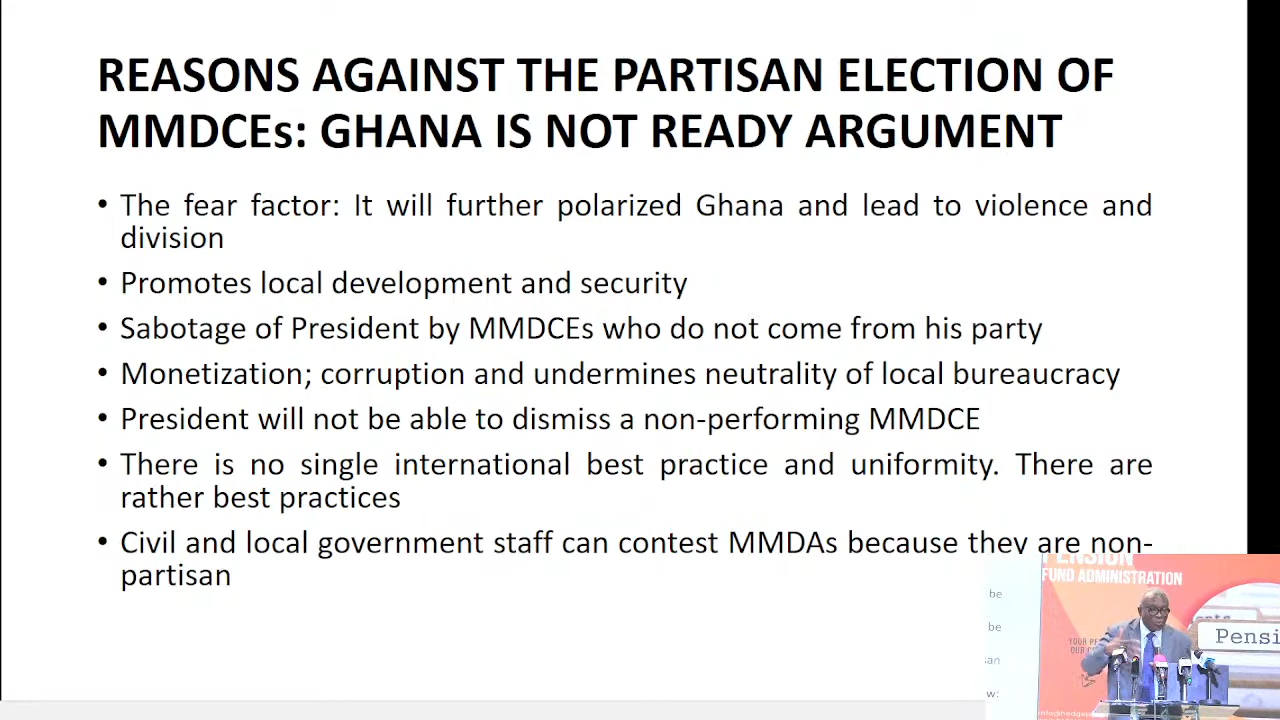 REASONS AGAINST THE PARTISAN ELECTION OF
MMDCEs: GHANA IS NOT READY ARGUMENT
• The fear factor: It will further polarized Ghana and lead to violence and
division
• Promotes local development and security
• Sabotage of President by MMDCEs who do not come from his party
• Monetization; corruption and undermines neutrality of local bureaucracy
• President will not be able to dismiss a non-performing MMDCE
• There is no single international best practice and uniformity. There are
rather best practices
• Civil and local government staff can contest MMDAs because they are non-
partisan
be
be
w:
PENSION
FUND ADMINISTRATION
Pensi